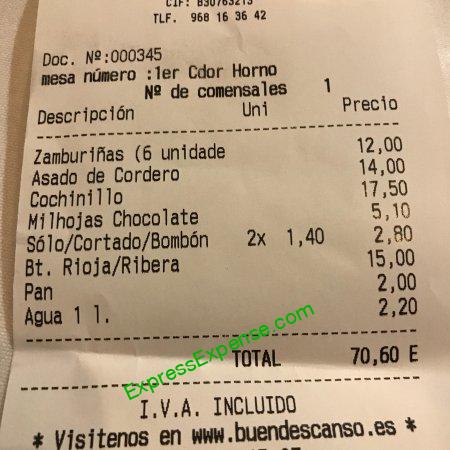 CIF: B30763213
TLF. 968 16 36 42
Doc. Nº:000345
mesa número :1er Cdor Horno
Nº de comensales 1
Descripción Uni Precio
Zamburiñas (6 unidade 12,00
Asado de Cordero 14,00
Cochinillo 17,50
Milhojas Chocolate 5,10
Sólo/Cortado/Bombón 2x 1,40 2,80
Bt. Rioja/Ribera 15,00
Pan 2,00
Agua 1 l. 2,20
ExpressExpense.com
TOTAL 70,60 E
I.V.A. INCLUIDO
* Visitenos en www.buendescanso.es *